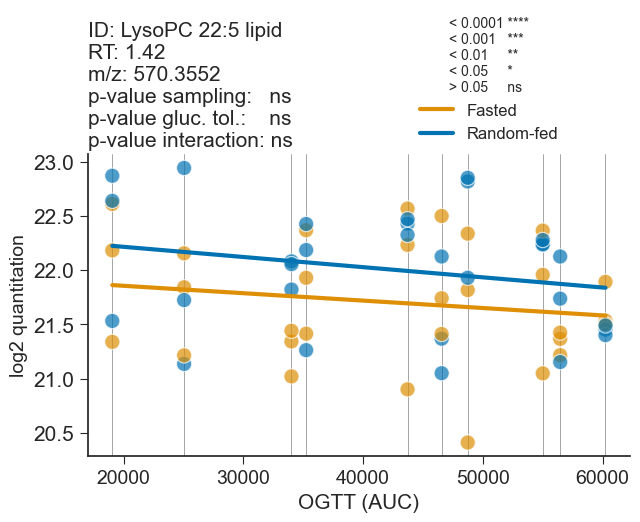 ID: LysoPC 22:5 lipid
RT: 1.42
m/z: 570.3552
p-value sampling: ns
p-value gluc. tol.: ns
p-value interaction: ns
< 0.0001 ****
< 0.001 ***
< 0.01 **
< 0.05 *
> 0.05 ns
Fasted
Random-fed
log2 quantitation
23.0
22.5
22.0
21.5
21.0
20.5
20000 30000 40000 50000 60000
OGTT (AUC)